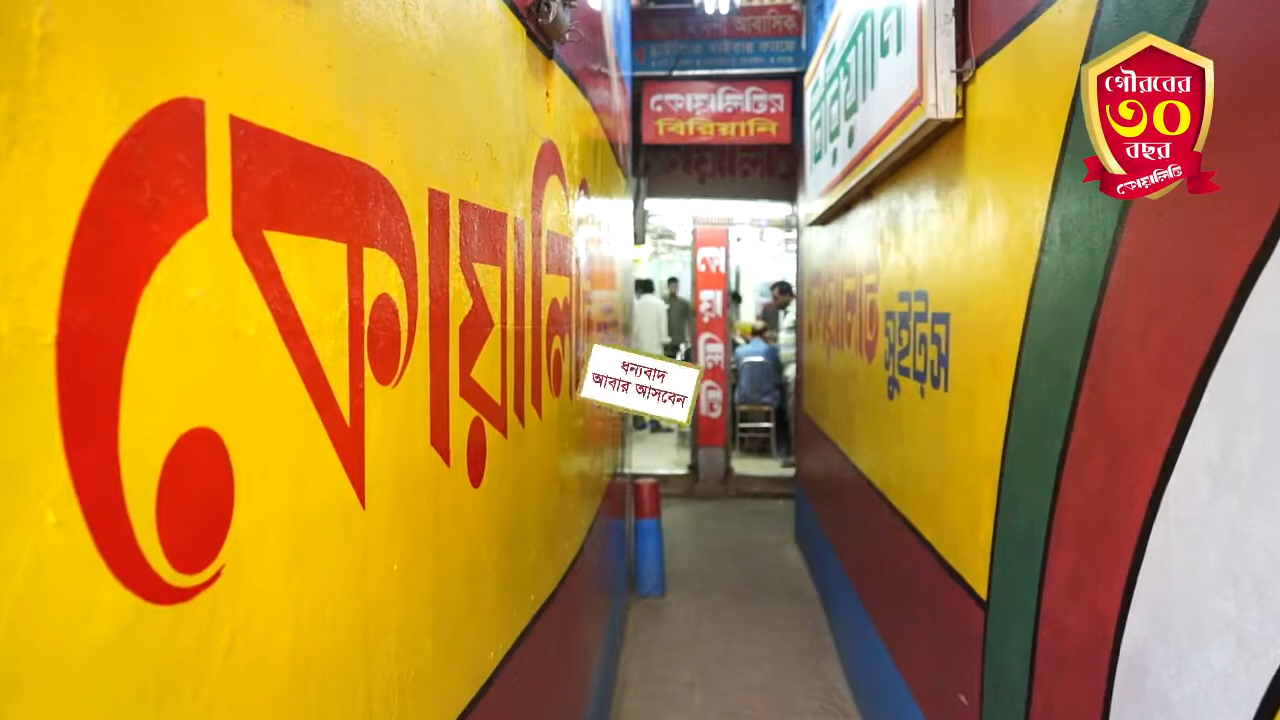 আবাসিক
কোয়ালিটির
বিরিয়ানি
বিরিয়ানি
গৌরবের
৩০
বছর
কোয়ালিটি
কোয়ালিটি
কোয়ালিটি
কোয়ালিটি
সুইটস
ধন্যবাদ
আবার আসবেন